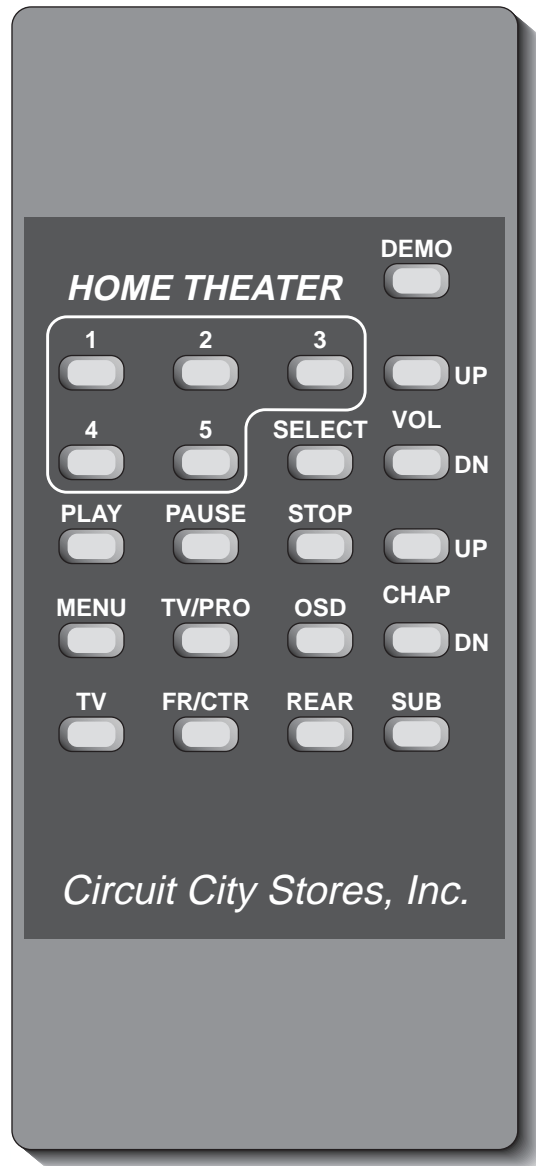 DEMO
HOME THEATER
1 2 3
UP
VOL
4 5 SELECT
DN
PLAY PAUSE STOP
UP
CHAP
MENU TV/PRO OSD
DN
TV FR/CTR REAR SUB
Circuit City Stores, Inc.